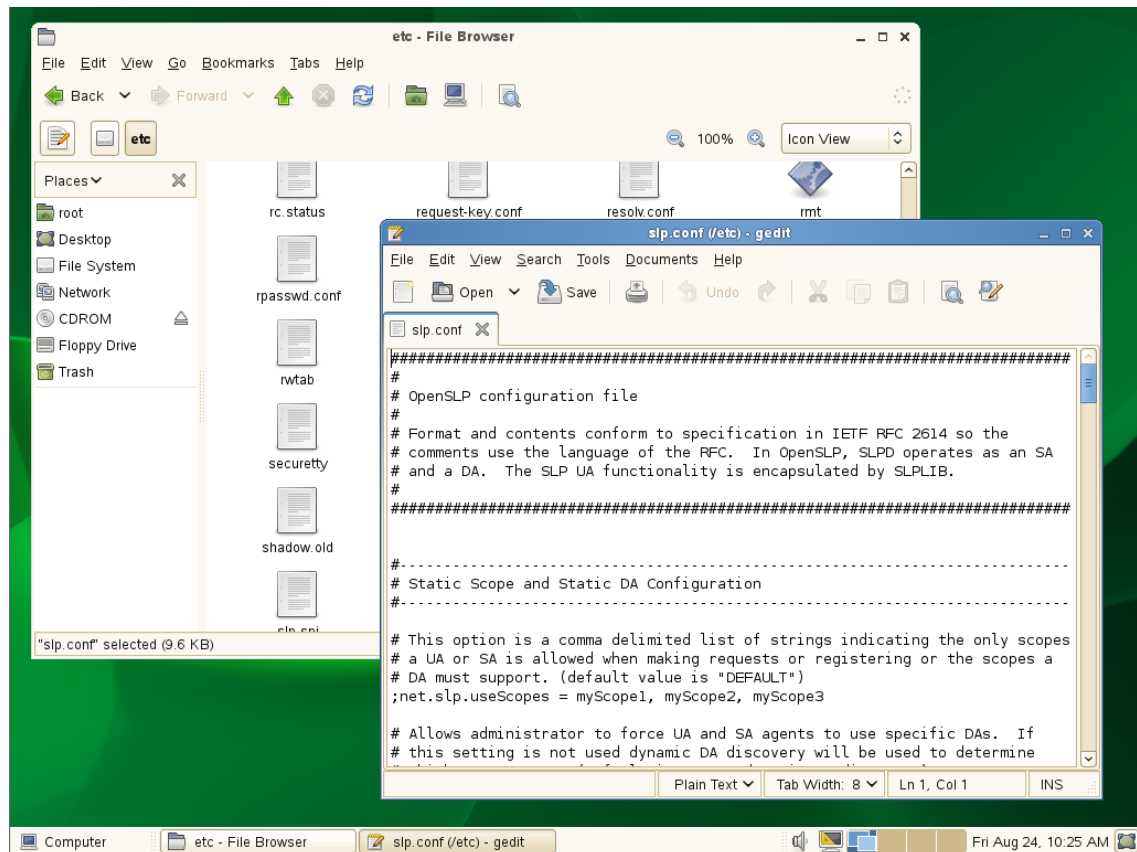 etc - File Browser
File Edit View Go Bookmarks Tabs Help
Back Forward
etc 100% Icon View
Places
root
Desktop
File System
Network
CDROM
Floppy Drive
Trash
rc.status request-key.conf resolv.conf rmt
rpasswd.conf
rwtab
securetty
shadow.old
slp.spi
"slp.conf" selected (9.6 KB)
slp.conf (/etc) - gedit
File Edit View Search Tools Documents Help
Open Save Undo
slp.conf
#############################################################################
#
# OpenSLP configuration file
#
# Format and contents conform to specification in IETF RFC 2614 so the
# comments use the language of the RFC.  In OpenSLP, SLPD operates as an SA
# and a DA.  The SLP UA functionality is encapsulated by SLPLIB.
#
#############################################################################
#----------------------------------------------------------------------------
# Static Scope and Static DA Configuration
#----------------------------------------------------------------------------
# This option is a comma delimited list of strings indicating the only scopes
# a UA or SA is allowed when making requests or registering or the scopes a
# DA must support. (default value is "DEFAULT")
;net.slp.useScopes = myScope1, myScope2, myScope3
# Allows administrator to force UA and SA agents to use specific DAs.  If
# this setting is not used dynamic DA discovery will be used to determine
Plain Text Tab Width: 8 Ln 1, Col 1 INS
Computer etc - File Browser slp.conf (/etc) - gedit Fri Aug 24, 10:25 AM